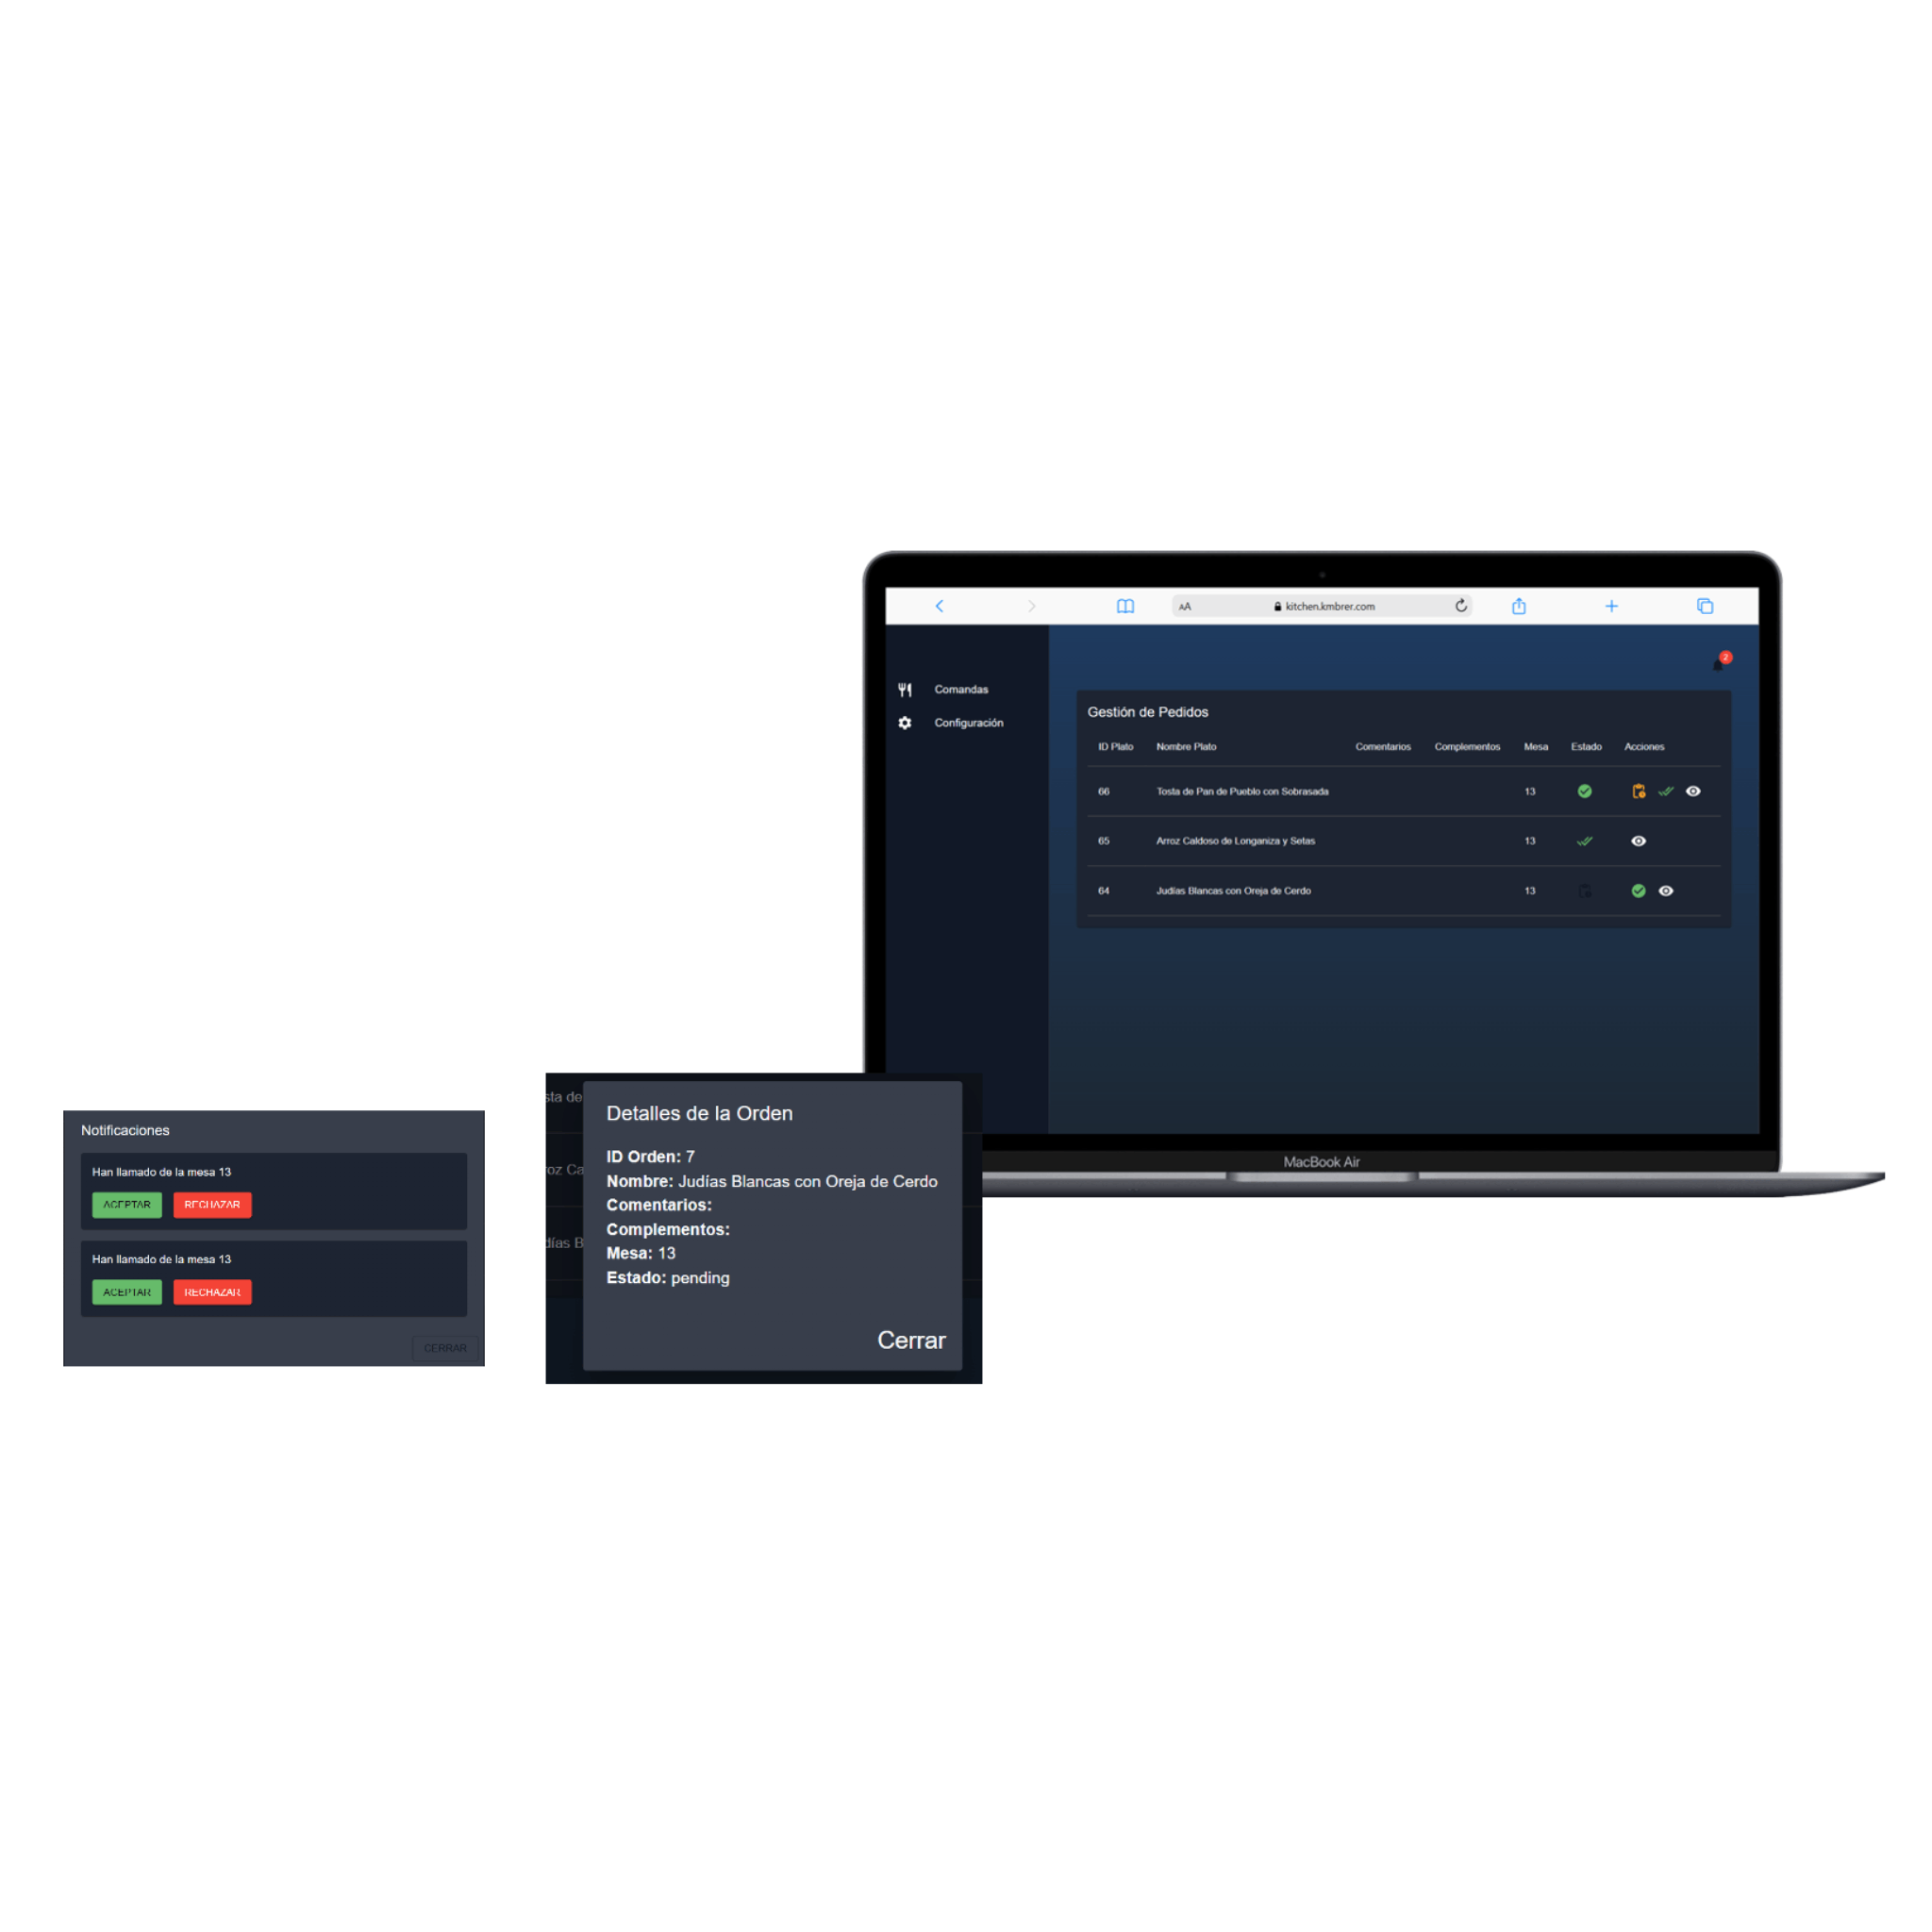 AA kitchen.kmbrer.com
2
Comandas
Configuración
Gestión de Pedidos
ID Plato Nombre Plato Comentarios Complementos Mesa Estado Acciones
66 Tosta de Pan de Pueblo con Sobrasada 13
65 Arroz Caldoso de Longaniza y Setas 13
64 Judías Blancas con Oreja de Cerdo 13
MacBook Air
Notificaciones
Han llamado de la mesa 13
ACEPTAR RECHAZAR
Han llamado de la mesa 13
ACEPTAR RECHAZAR
CERRAR
sta de
oz Ca
días B
Detalles de la Orden
ID Orden: 7
Nombre: Judías Blancas con Oreja de Cerdo
Comentarios:
Complementos:
Mesa: 13
Estado: pending
Cerrar